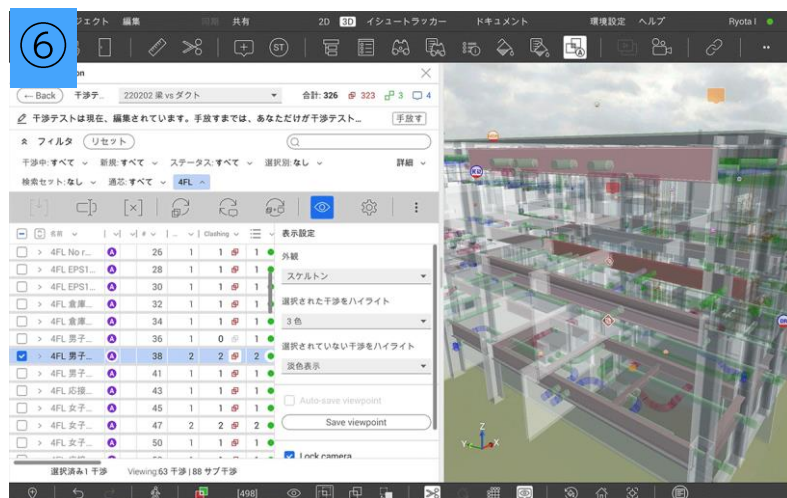 ⑥
ジェクト 編集 共有 2D 3D イシュートラッカー ドキュメント 環境設定 ヘルプ Ryota I
on
← Back 干渉テ... 220202 梁 vs ダクト 合計: 326 323 3 4
干渉テストは現在、編集されています。手放すまでは、あなただけが干渉テスト... 手放す
フィルタ リセット
干渉中: すべて 新規: すべて ステータス: すべて 選択別: なし 詳細
検索セット: なし 通芯: すべて 4FL
名前 # Clashing
4FL No r... A 26 1 1 1
4FL EPS1... A 28 1 1 1
4FL EPS1... A 30 1 1 1
4FL 倉庫... A 32 1 1 1
4FL 倉庫... A 34 1 1 1
4FL 男子... A 36 1 0 1
4FL 男子... A 38 2 2 2
4FL 男子... A 41 1 1 1
4FL 応接... A 43 1 1 1
4FL 女子... A 45 1 1 1
4FL 女子... A 47 2 2 2
4FL 女子... A 50 1 1 1
表示設定
外観
スケルトン
選択された干渉をハイライト
3 色
選択されていない干渉をハイライト
淡色表示
Auto-save viewpoint
Save viewpoint
Lock camera
選択済み1 干渉 Viewing 63 干渉 | 88 サブ干渉
Z
Y X
[498]